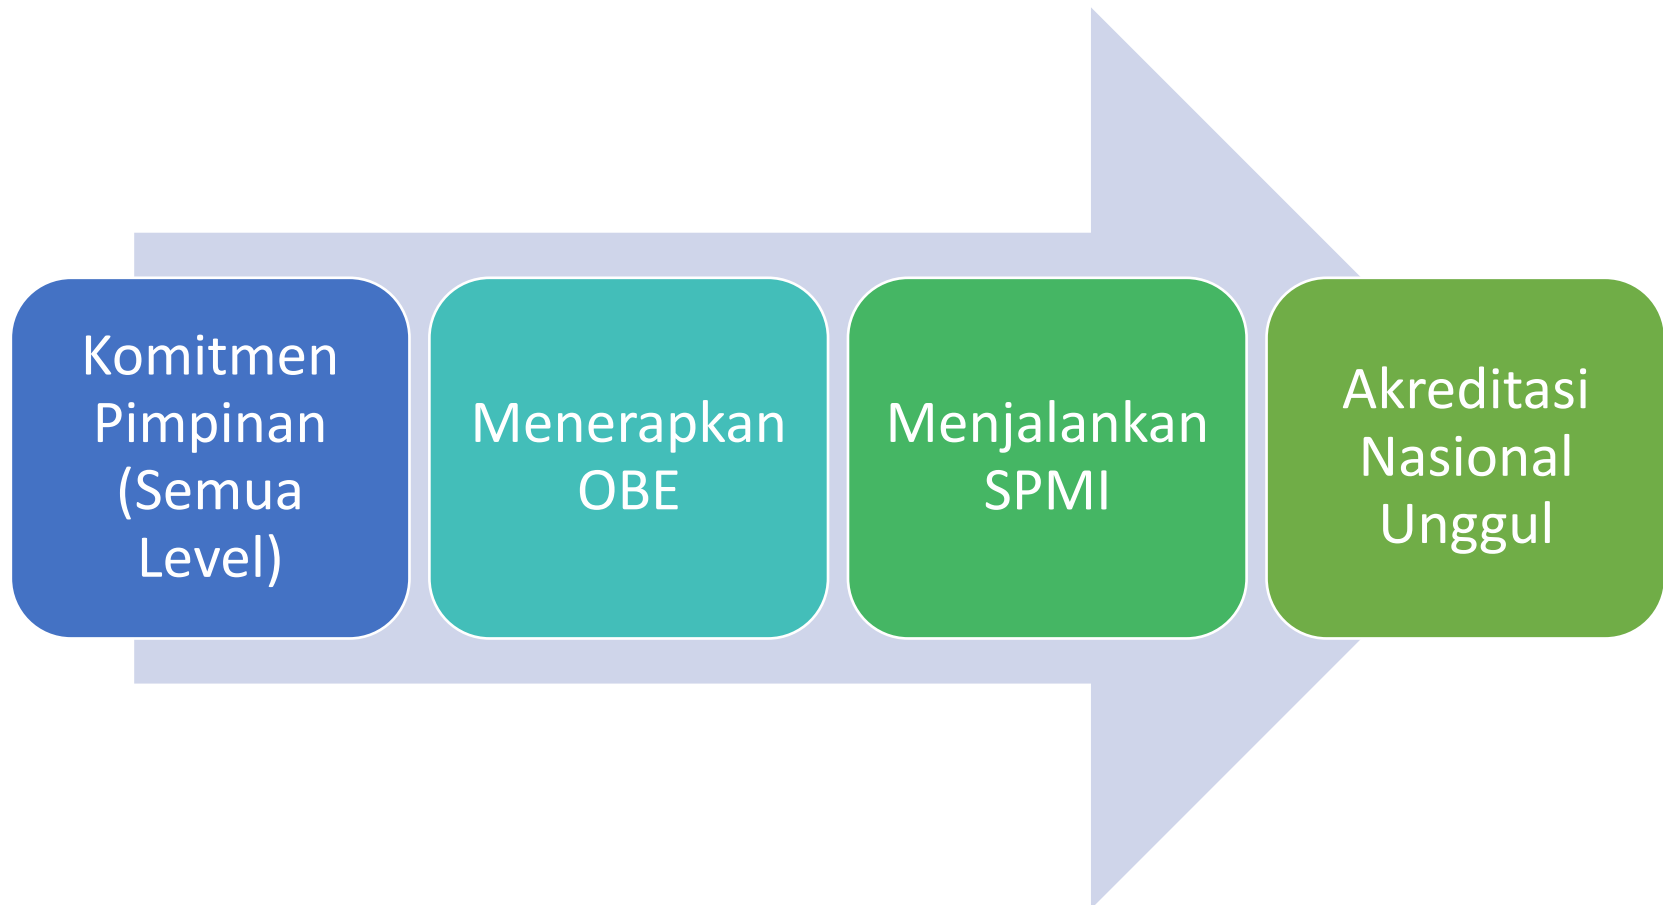 Komitmen
Pimpinan
(Semua
Level)
Menerapkan
OBE
Menjalankan
SPMI
Akreditasi
Nasional
Unggul